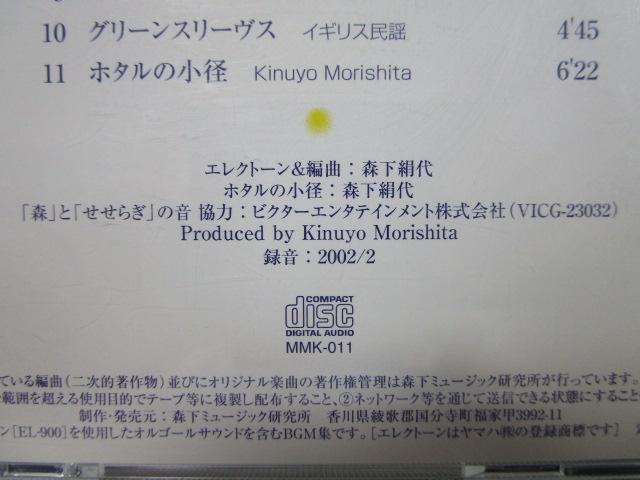 10 グリーンスリーヴス イギリス民謡 4'45
11 ホタルの小径 Kinuyo Morishita 6'22
エレクトーン&編曲：森下絹代
ホタルの小径：森下絹代
「森」と「せせらぎ」の音 協力：ビクターエンタテインメント株式会社(VICG-23032)
Produced by Kinuyo Morishita
録音：2002/2
COMPACT
disc
DIGITAL AUDIO
MMK-011
ている編曲(二次的著作物)並びにオリジナル楽曲の著作権管理は森下ミュージック研究所が行っています。
範囲を超える使用目的でテープ等に複製し配布すること、②ネットワーク等を通じて送信できる状態にすること
制作・発売元：森下ミュージック研究所 香川県綾歌郡国分寺町福家甲3992-11
ン[EL-900]を使用したオルゴールサウンドを含むBGM集です。[エレクトーンはヤマハ㈱の登録商標です]